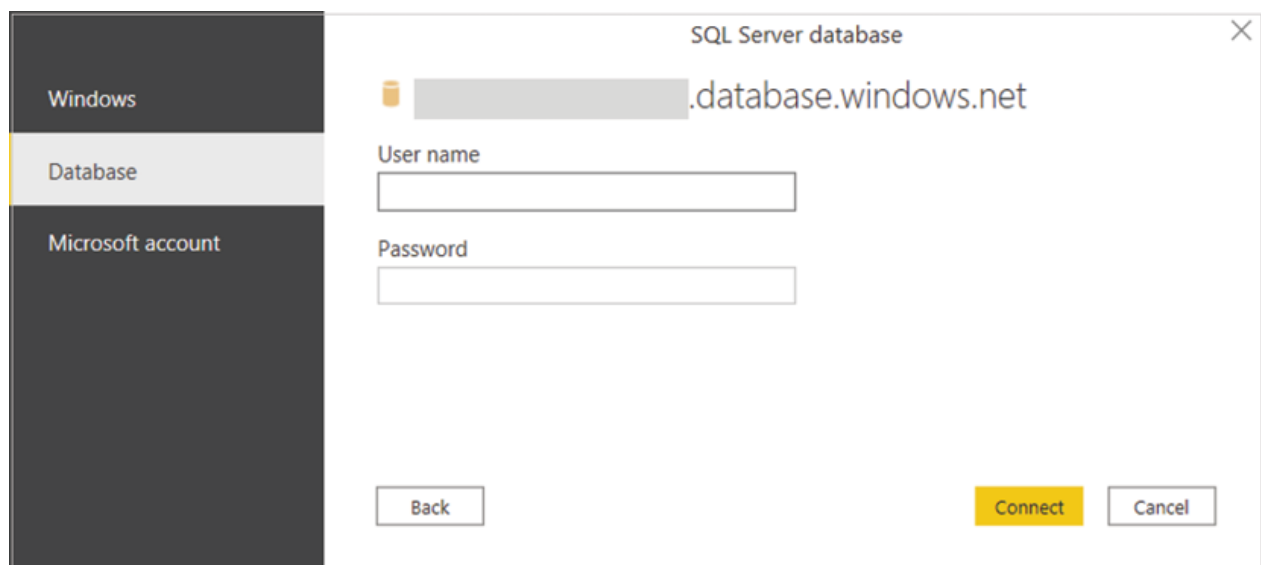 SQL Server database
Windows
Database
Microsoft account
.database.windows.net
User name
Password
Back
Connect
Cancel